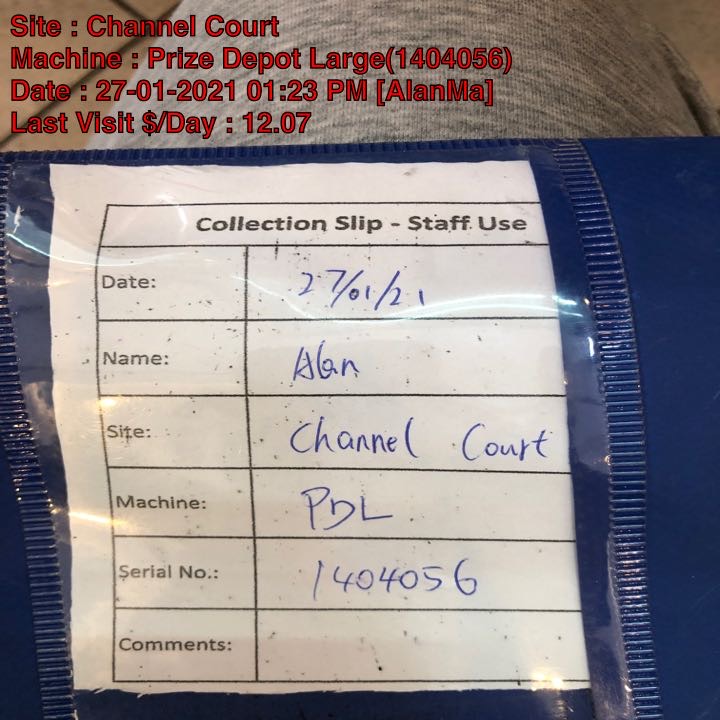 Site : Channel Court
Machine : Prize Depot Large(1404056)
Date : 27-01-2021 01:23 PM [AlanMa]
Last Visit $/Day : 12.07
Collection Slip - Staff Use
Date: 27/01/21
Name: Alan
Site: Channel Court
Machine: PDL
Serial No.: 1404056
Comments: